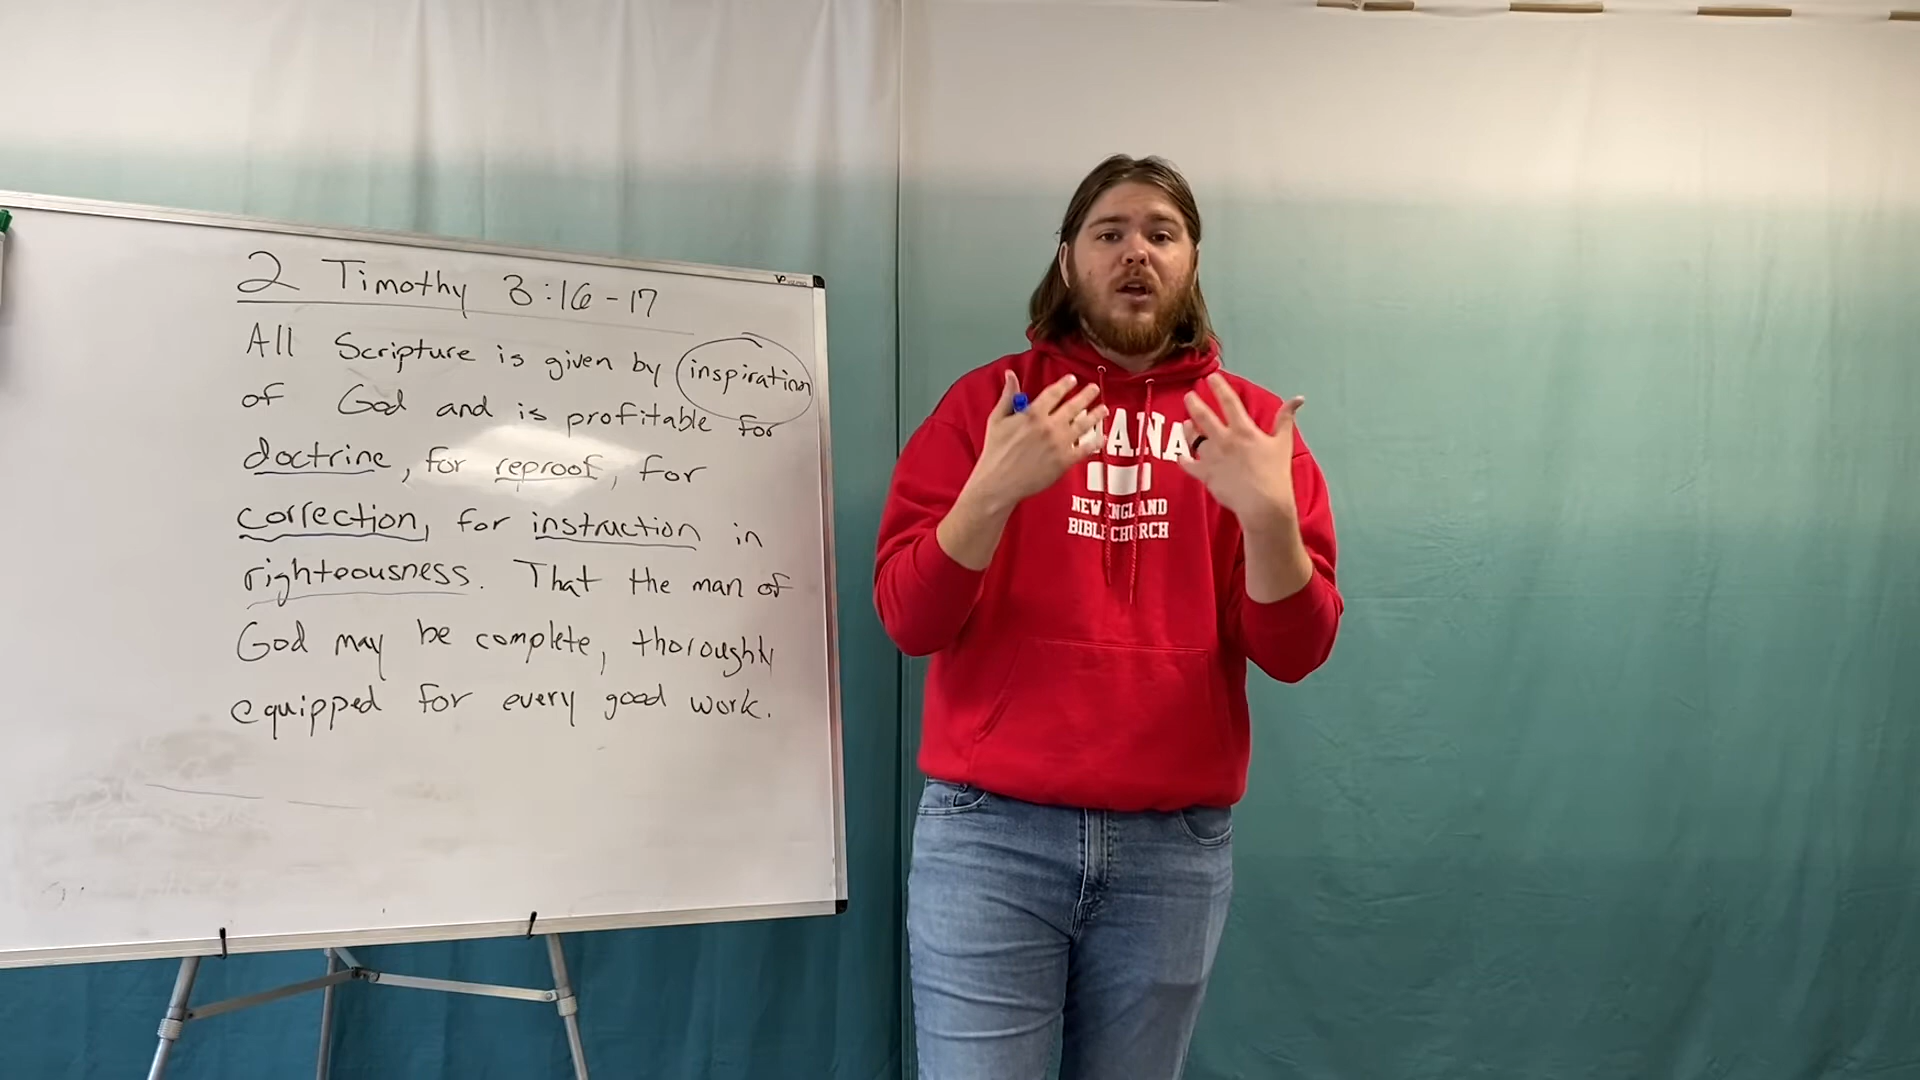 2 Timothy 3:16-17
All Scripture is given by inspiration
of God and is profitable for
doctrine, for reproof, for
correction, for instruction in
righteousness. That the man of
God may be complete, thoroughly
equipped for every good work.
NEW ENGLAND
BIBLE CHURCH